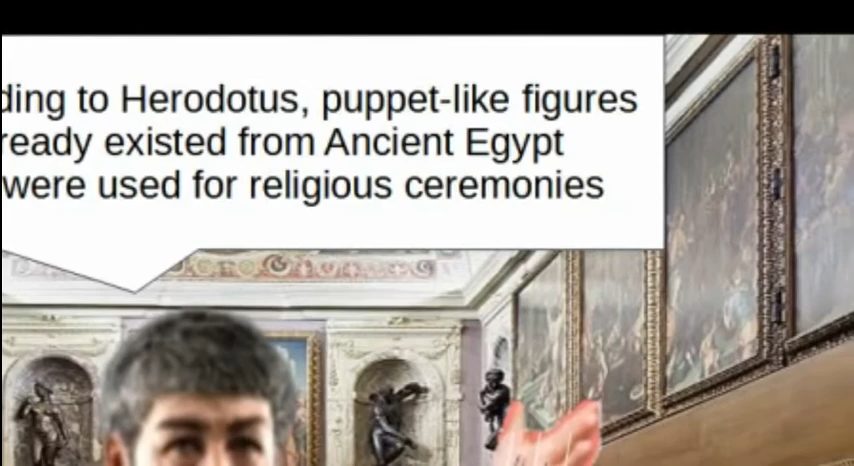 ding to Herodotus, puppet-like figures
ready existed from Ancient Egypt
were used for religious ceremonies